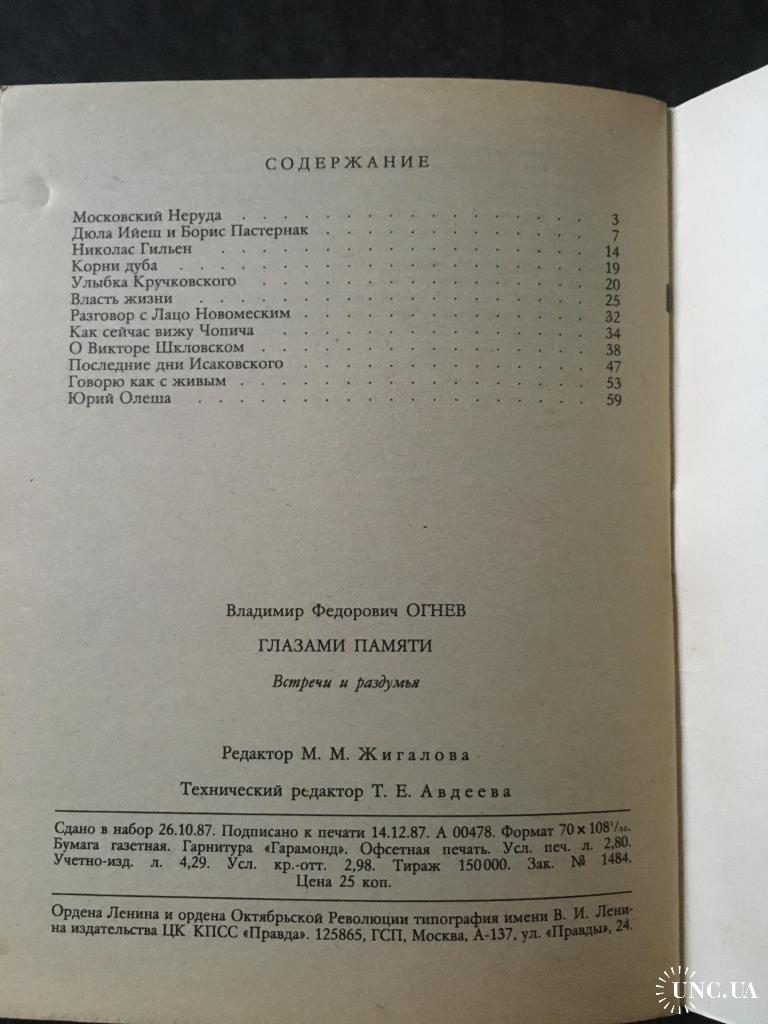 СОДЕРЖАНИЕ
Московский Неруда . . . . . . . . . . . . . . . . . 3
Дюла Ийеш и Борис Пастернак . . . . . . . . . . . . . 7
Николас Гильен . . . . . . . . . . . . . . . . . . 14
Корни дуба . . . . . . . . . . . . . . . . . . . . 19
Улыбка Кручковского . . . . . . . . . . . . . . . . 20
Власть жизни . . . . . . . . . . . . . . . . . . . 25
Разговор с Лацо Новомеским . . . . . . . . . . . . . 32
Как сейчас вижу Чопича . . . . . . . . . . . . . . . 34
О Викторе Шкловском . . . . . . . . . . . . . . . . 38
Последние дни Исаковского . . . . . . . . . . . . . . 47
Говорю как с живым . . . . . . . . . . . . . . . . . 53
Юрий Олеша . . . . . . . . . . . . . . . . . . . . 59
Владимир Федорович ОГНЕВ
ГЛАЗАМИ ПАМЯТИ
Встречи и раздумья
Редактор М. М. Жигалова
Технический редактор Т. Е. Авдеева
Сдано в набор 26.10.87. Подписано к печати 14.12.87. А 00478. Формат 70×108¹/₃₂.
Бумага газетная. Гарнитура «Гарамонд». Офсетная печать. Усл. печ. л. 2,80.
Учетно-изд. л. 4,29. Усл. кр.-отт. 2,98. Тираж 150000. Зак. № 1484.
Цена 25 коп.
Ордена Ленина и ордена Октябрьской Революции типография имени В. И. Лени-
на издательства ЦК КПСС «Правда». 125865, ГСП, Москва, А-137, ул. «Правды», 24.
UNC.UA